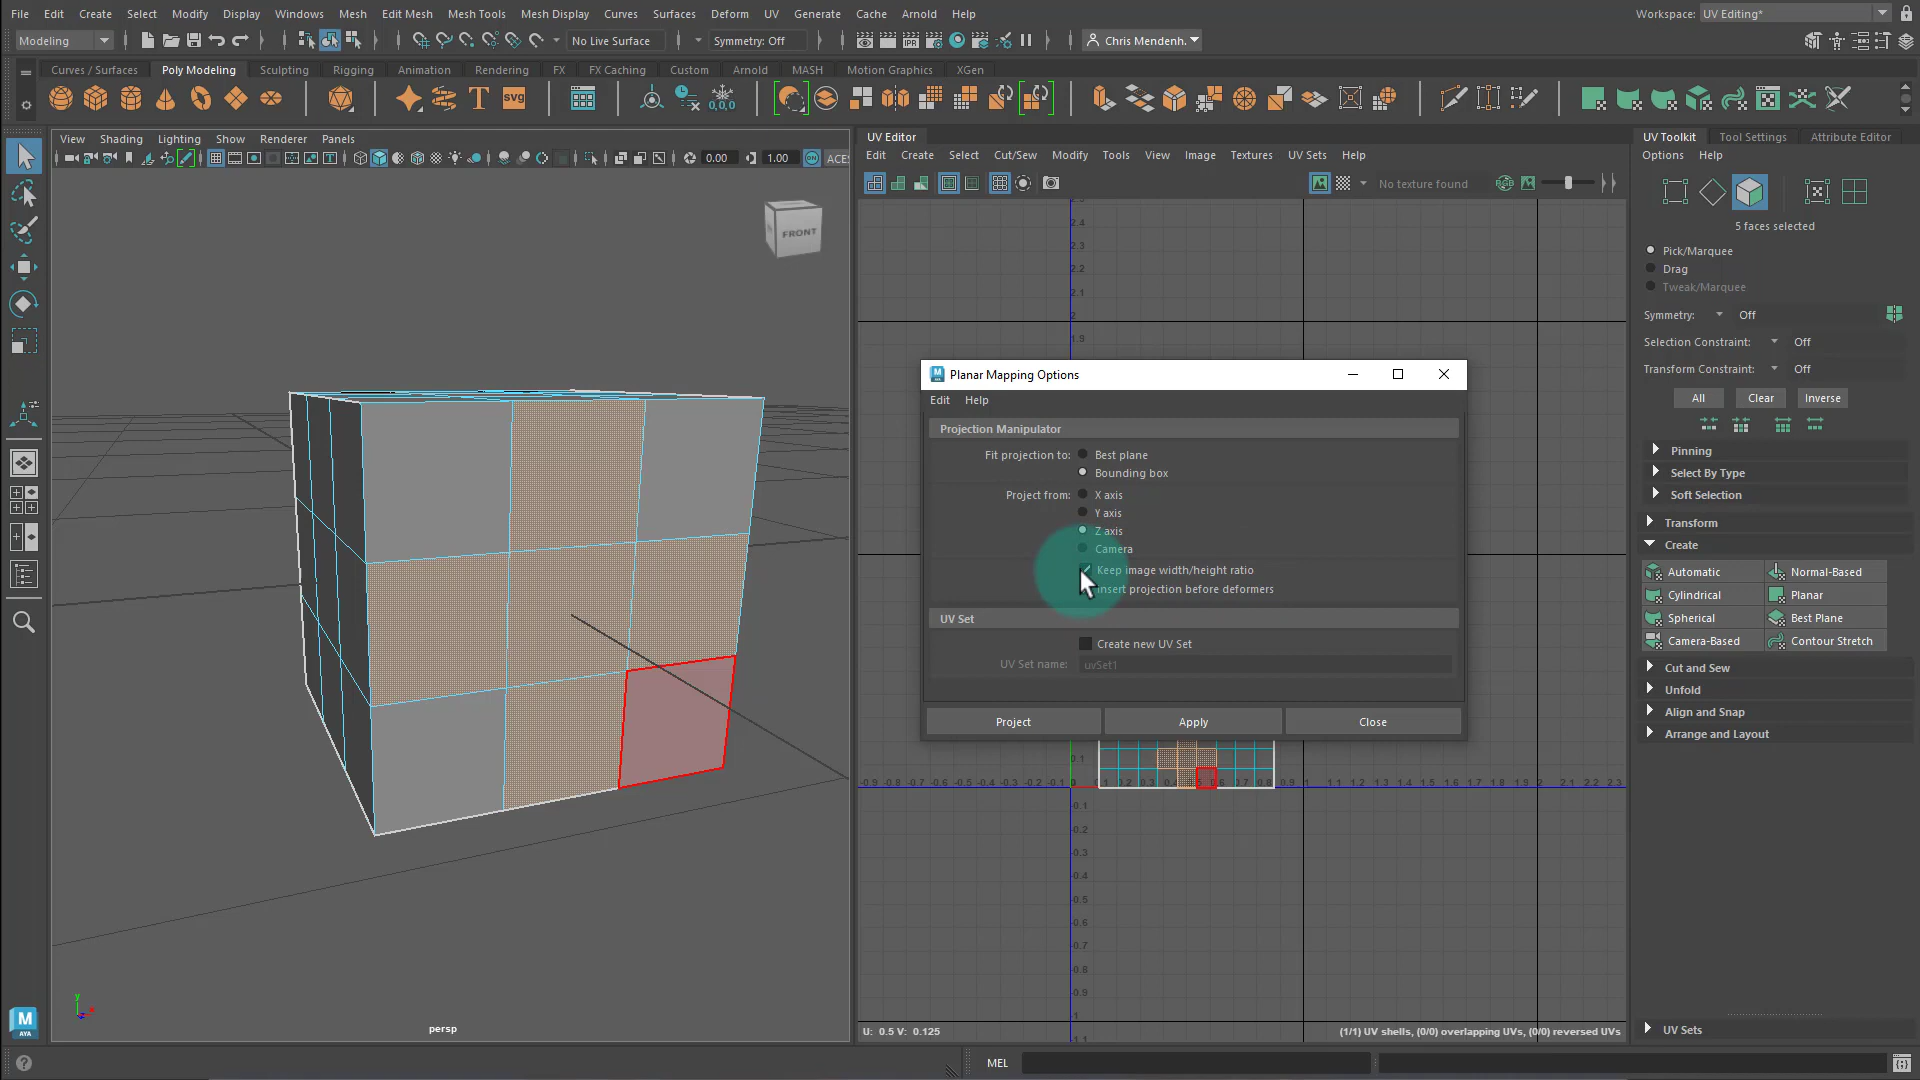 File Edit Create Select Modify Display Windows Mesh Edit Mesh Mesh Tools Mesh Display Curves Surfaces Deform UV Generate Cache Arnold Help
Workspace: UV Editing*
Modeling
No Live Surface
Symmetry: Off
Chris Mendenh.
Curves / Surfaces Poly Modeling Sculpting Rigging Animation Rendering FX FX Caching Custom Arnold MASH Motion Graphics XGen
View Shading Lighting Show Renderer Panels
0.00 1.00 ACES
FRONT
persp
UV Editor
Edit Create Select Cut/Sew Modify Tools View Image Textures UV Sets Help
No texture found
Planar Mapping Options
Edit Help
Projection Manipulator
Fit projection to: Best plane
Bounding box
Project from: X axis
Y axis
Z axis
Camera
Keep image width/height ratio
Insert projection before deformers
UV Set
Create new UV Set
UV Set name: uvSet1
Project Apply Close
U: 0.5 V: 0.125
(1/1) UV shells, (0/0) overlapping UVs, (0/0) reversed UVs
UV Toolkit Tool Settings Attribute Editor
Options Help
5 faces selected
Pick/Marquee
Drag
Tweak/Marquee
Symmetry: Off
Selection Constraint: Off
Transform Constraint: Off
All Clear Inverse
Pinning
Select By Type
Soft Selection
Transform
Create
Automatic Normal-Based
Cylindrical Planar
Spherical Best Plane
Camera-Based Contour Stretch
Cut and Sew
Unfold
Align and Snap
Arrange and Layout
UV Sets
MEL